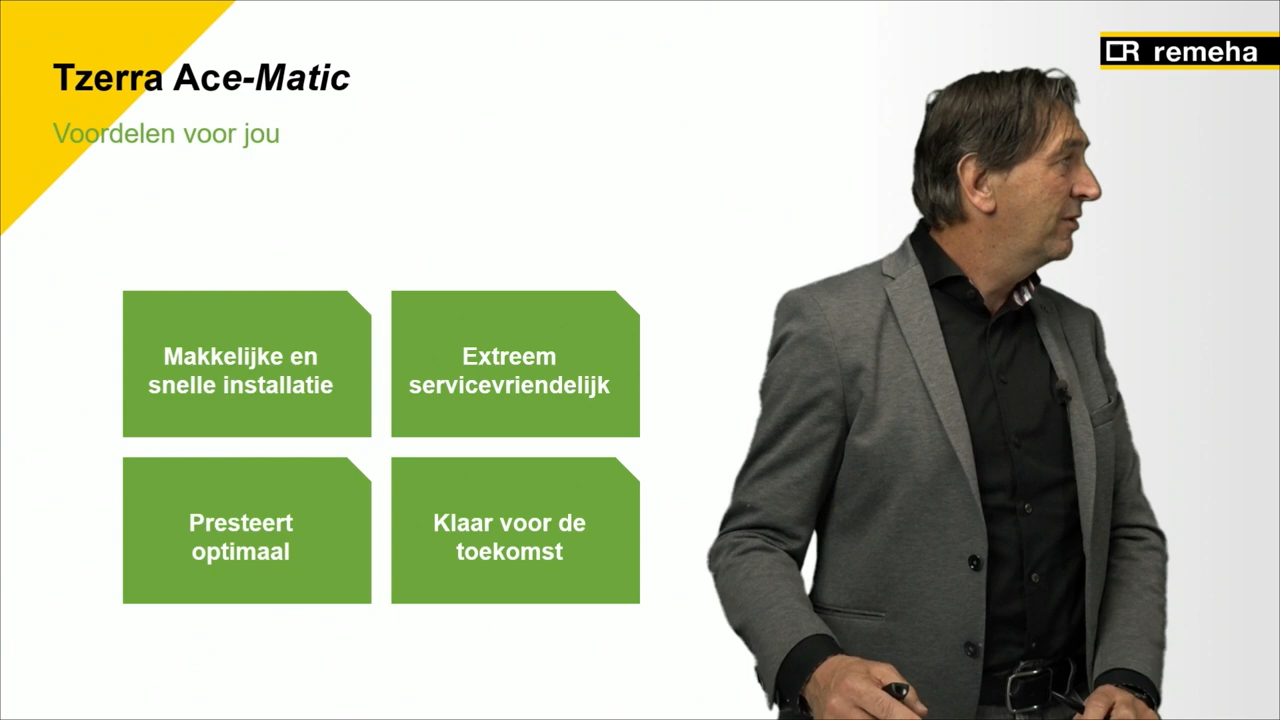 Tzerra Ace-Matic
remeha
Voordelen voor jou
Makkelijke en
snelle installatie
Extreem
servicevriendelijk
Presteert
optimaal
Klaar voor de
toekomst